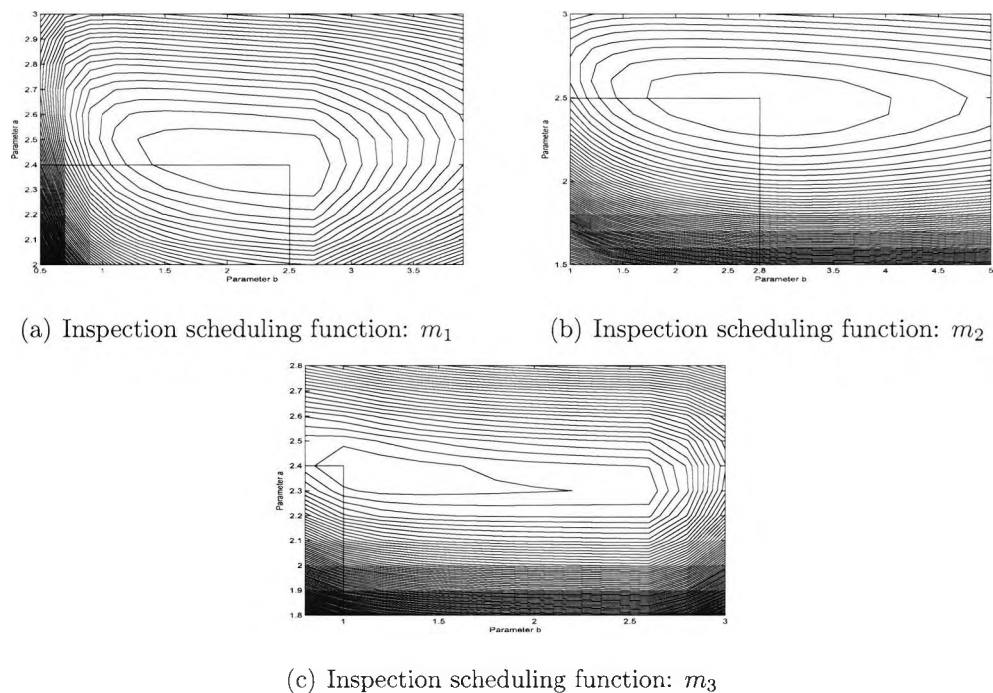 3
2.9
2.8
2.7
2.6
2.5
2.4
2.3
2.2
2.1
2
Parameter a
0.5 1 1.5 2 2.5 3 3.5
Parameter b
3
2.5
2
1.5
Parameter a
1 1.5 2 2.5 2.8 3 3.5 4 4.5 5
Parameter b
(a) Inspection scheduling function: m₁
(b) Inspection scheduling function: m₂
2.8
2.7
2.6
2.5
2.4
2.3
2.2
2.1
2
1.9
1.8
Parameter a
1 1.5 2 2.5 3
Parameter b
(c) Inspection scheduling function: m₃